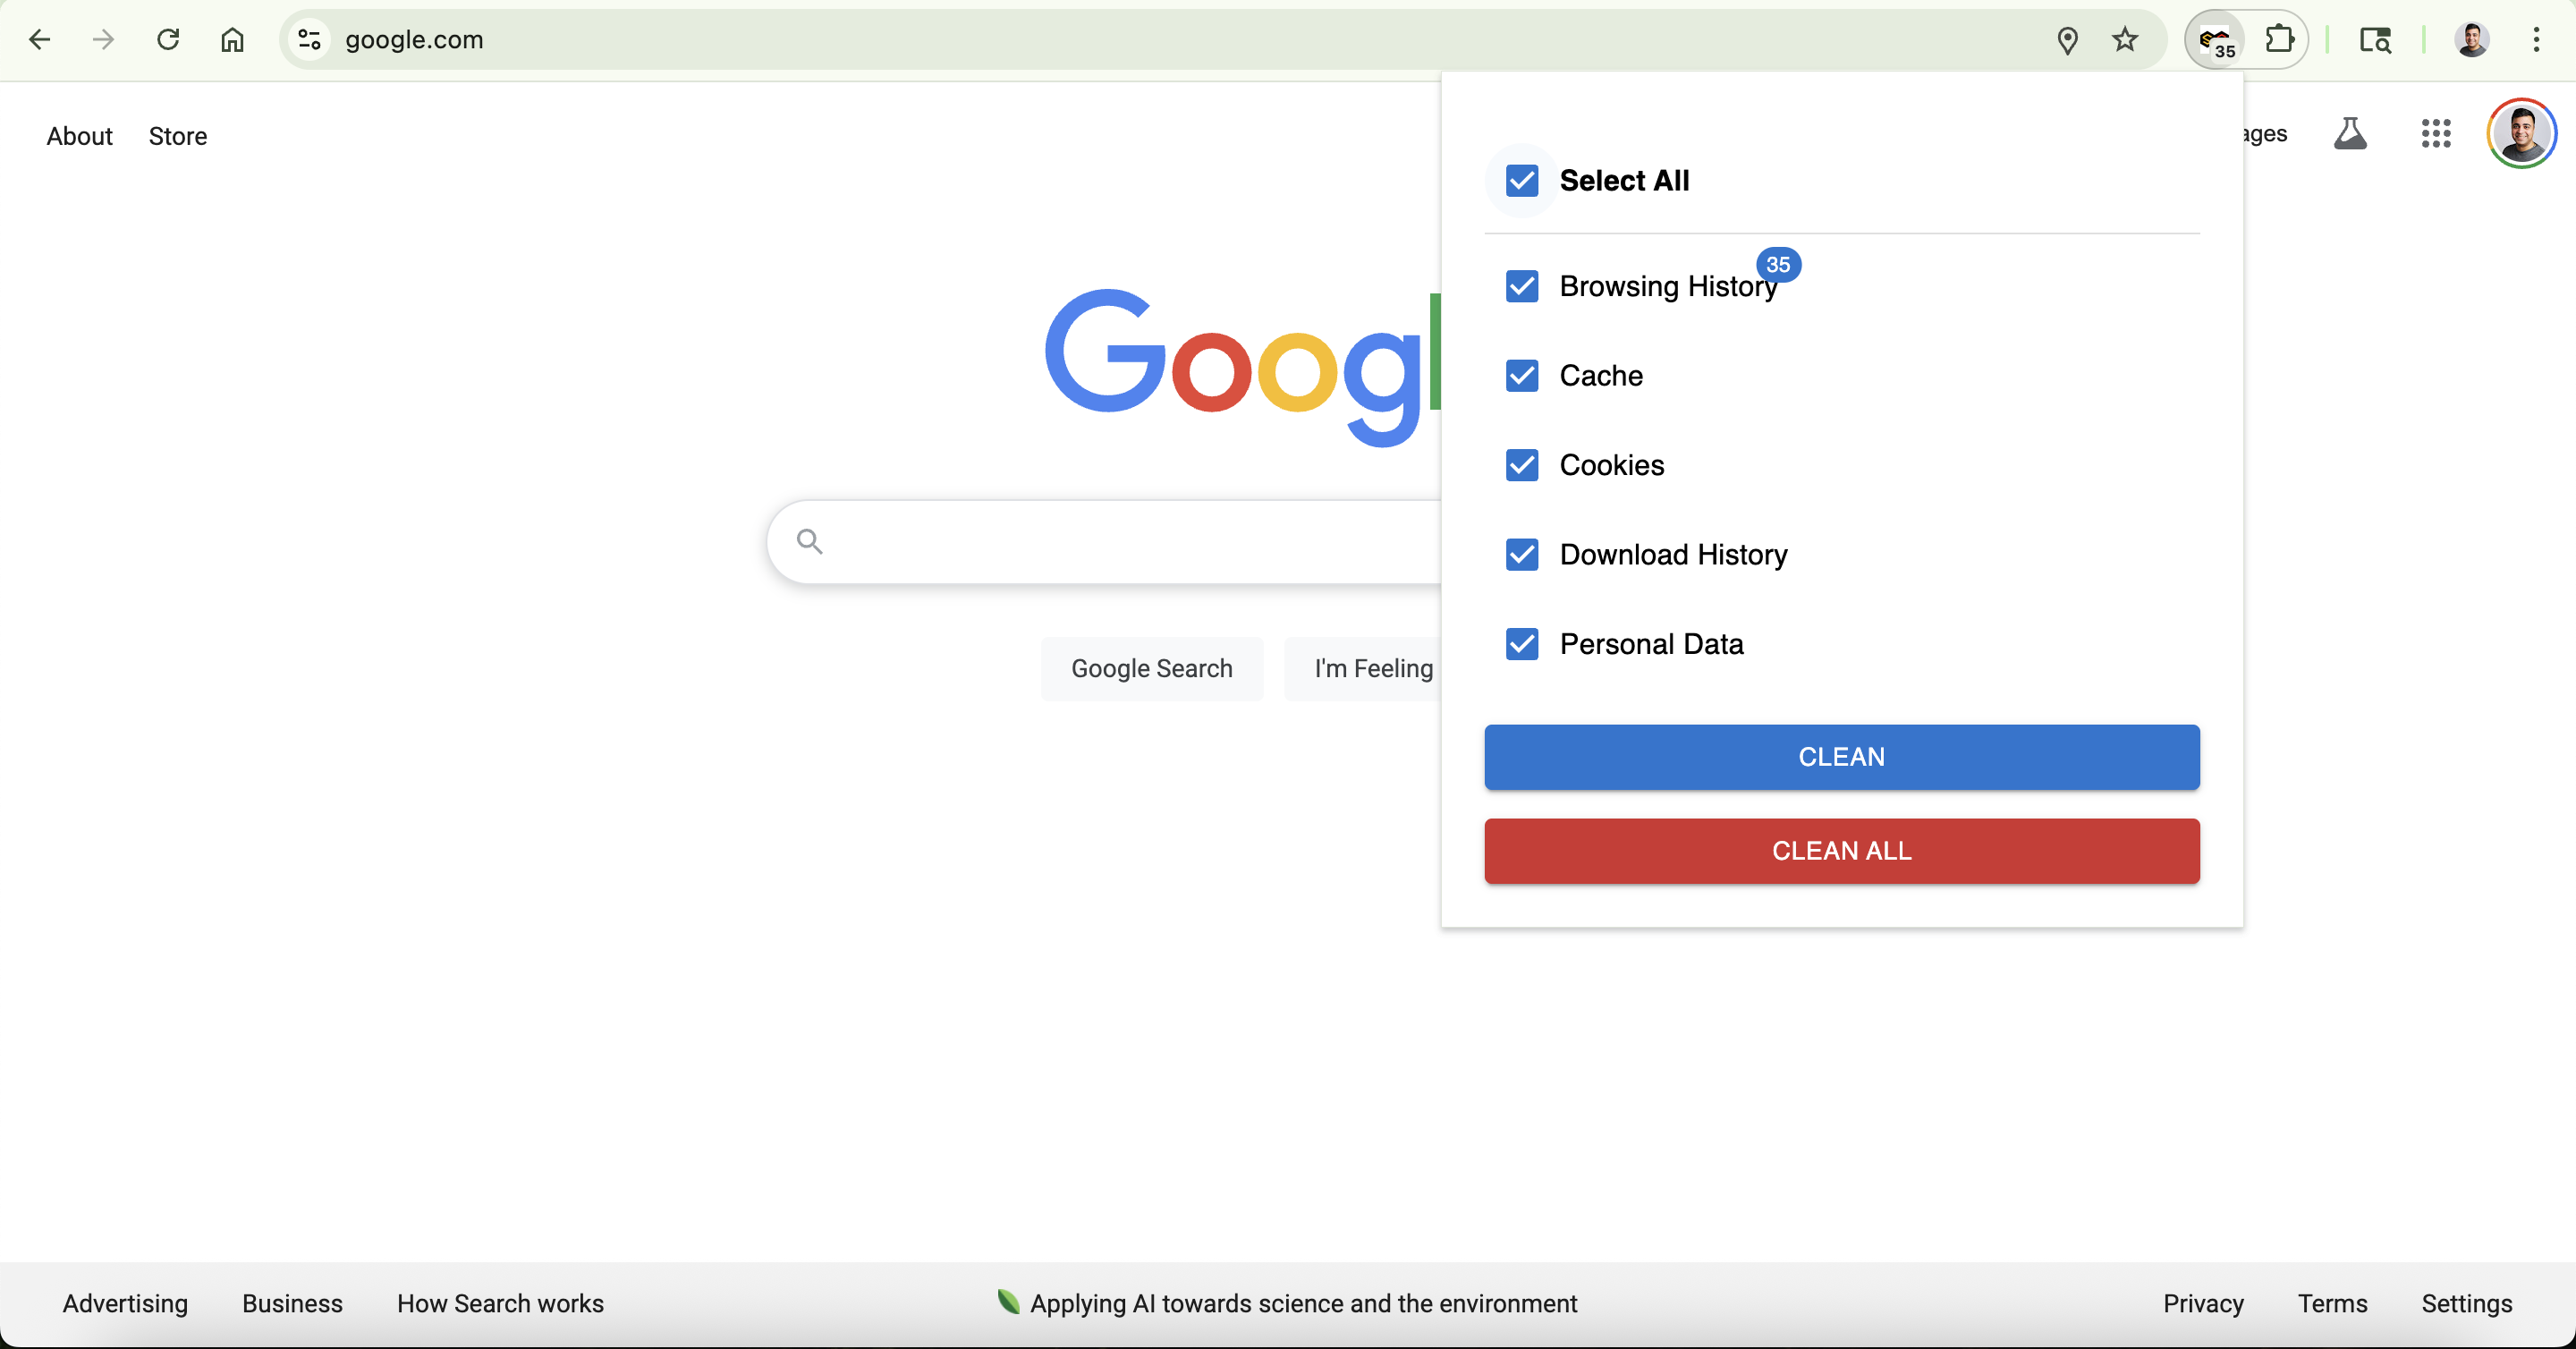 google.com
35
About Store
ages
Select All
Browsing History 35
Cache
Cookies
Download History
Personal Data
CLEAN
CLEAN ALL
Googl
Google Search I'm Feeling
Advertising Business How Search works
Applying AI towards science and the environment
Privacy Terms Settings